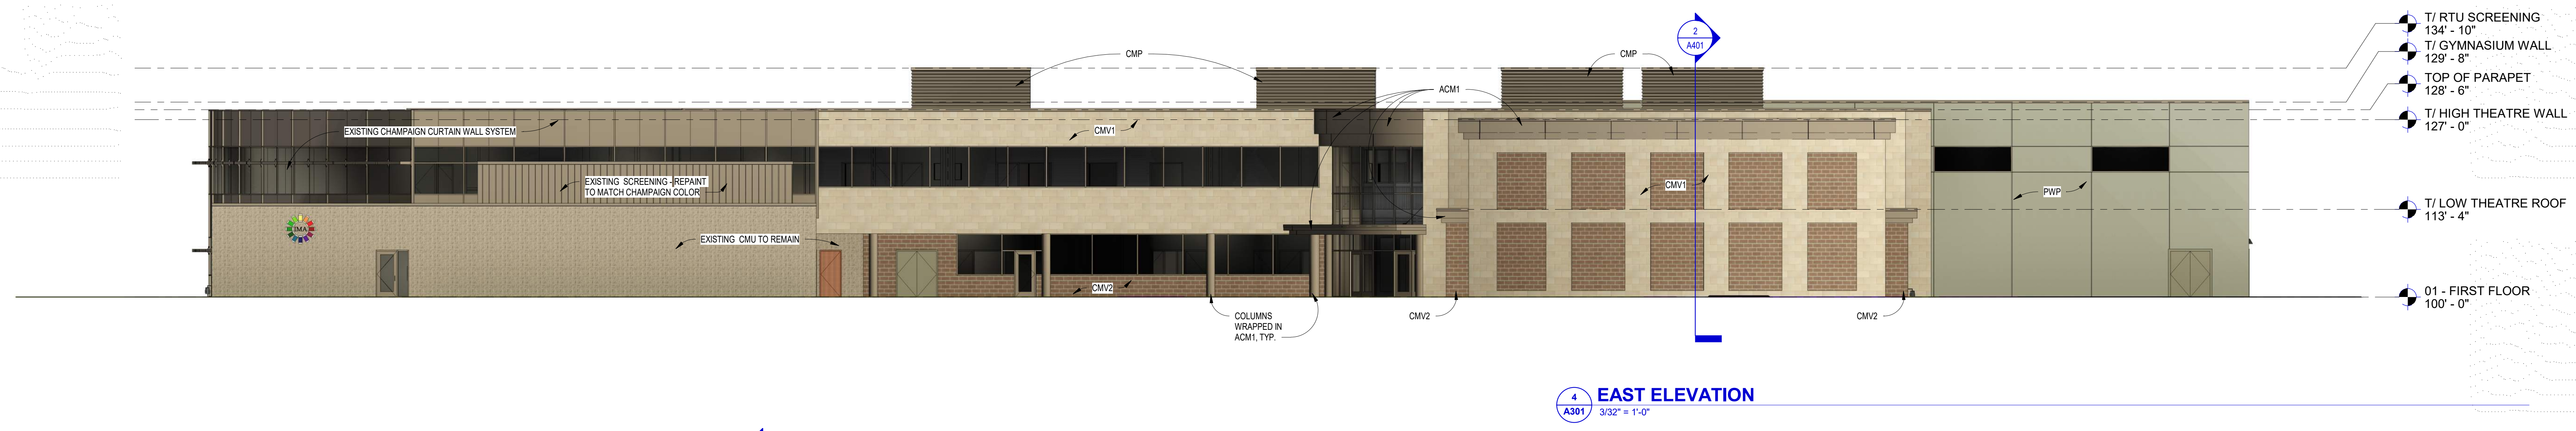 T/ RTU SCREENING
134' - 10"
T/ GYMNASIUM WALL
129' - 8"
TOP OF PARAPET
128' - 6"
T/ HIGH THEATRE WALL
127' - 0"
T/ LOW THEATRE ROOF
113' - 4"
01 - FIRST FLOOR
100' - 0"
2
A401
CMP
CMP
ACM1
EXISTING CHAMPAIGN CURTAIN WALL SYSTEM
CMV1
EXISTING SCREENING - REPAINT
TO MATCH CHAMPAIGN COLOR
CMV1
PWP
IMA
EXISTING CMU TO REMAIN
CMV2
COLUMNS
WRAPPED IN
ACM1, TYP.
CMV2
CMV2
4
A301
EAST ELEVATION
3/32" = 1'-0"